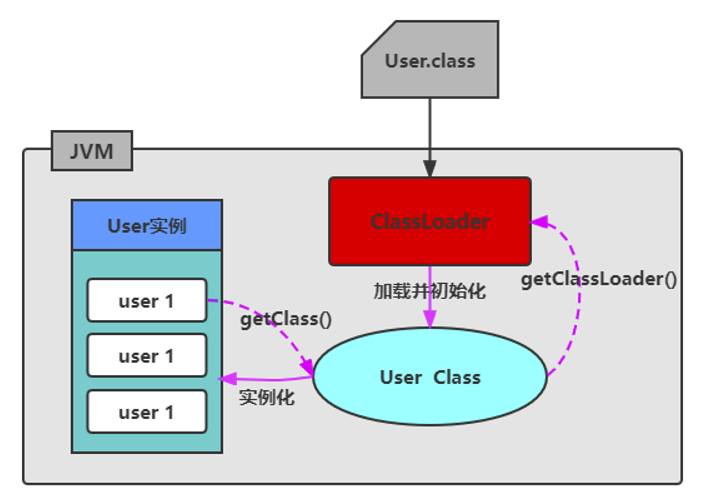 User.class
JVM
ClassLoader
User实例
加载并初始化
getClassLoader()
user 1
getClass()
user 1
User Class
实例化
user 1